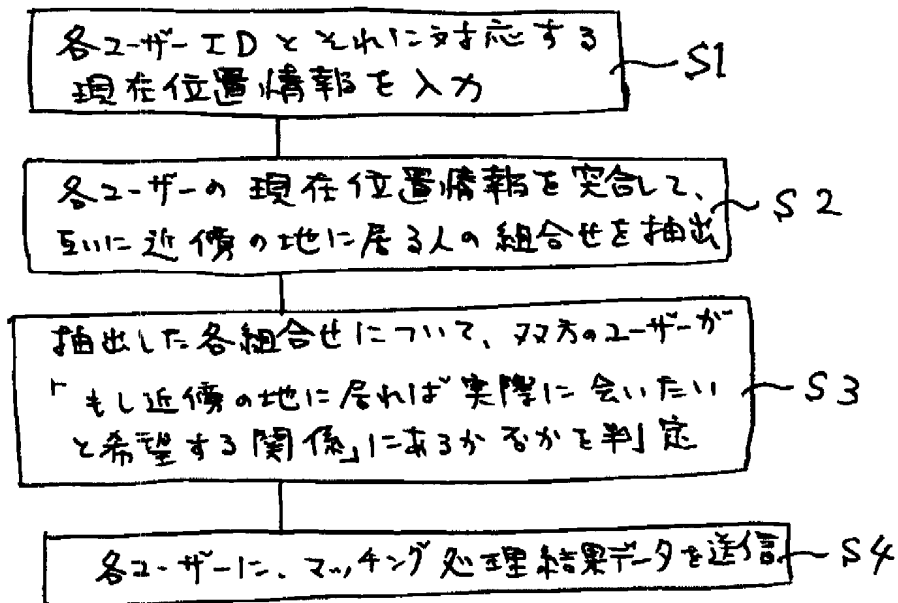 各ユーザーIDとそれに対応する
現在位置情報を入力
S1
各ユーザーの現在位置情報を突合して、
互いに近傍の地に居る人の組合せを抽出
S2
抽出した各組合せについて、双方のユーザーが
「もし近傍の地に居れば実際に会いたい
と希望する関係」にあるか否かを判定
S3
各ユーザーに、マッチング処理結果データを送信
S4